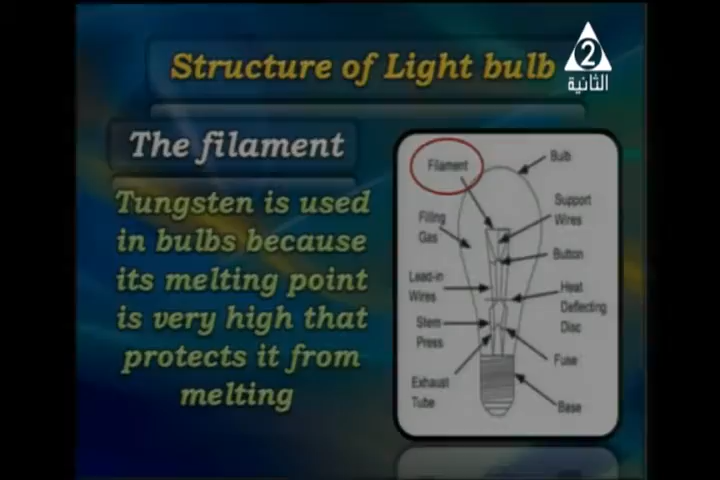 Structure of Light bulb
2
الثانية
The filament
Tungsten is used
in bulbs because
its melting point
is very high that
protects it from
melting
Filament
Bulb
Support
Wires
Filling
Gas
Button
Lead-in
Wires
Heat
Deflecting
Disc
Stem
Press
Fuse
Exhaust
Tube
Base